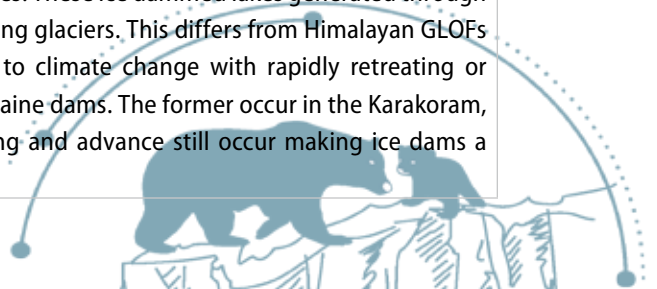 ng glaciers. This differs from Himalayan GLOFs
to climate change with rapidly retreating or
aine dams. The former occur in the Karakoram,
ng and advance still occur making ice dams a